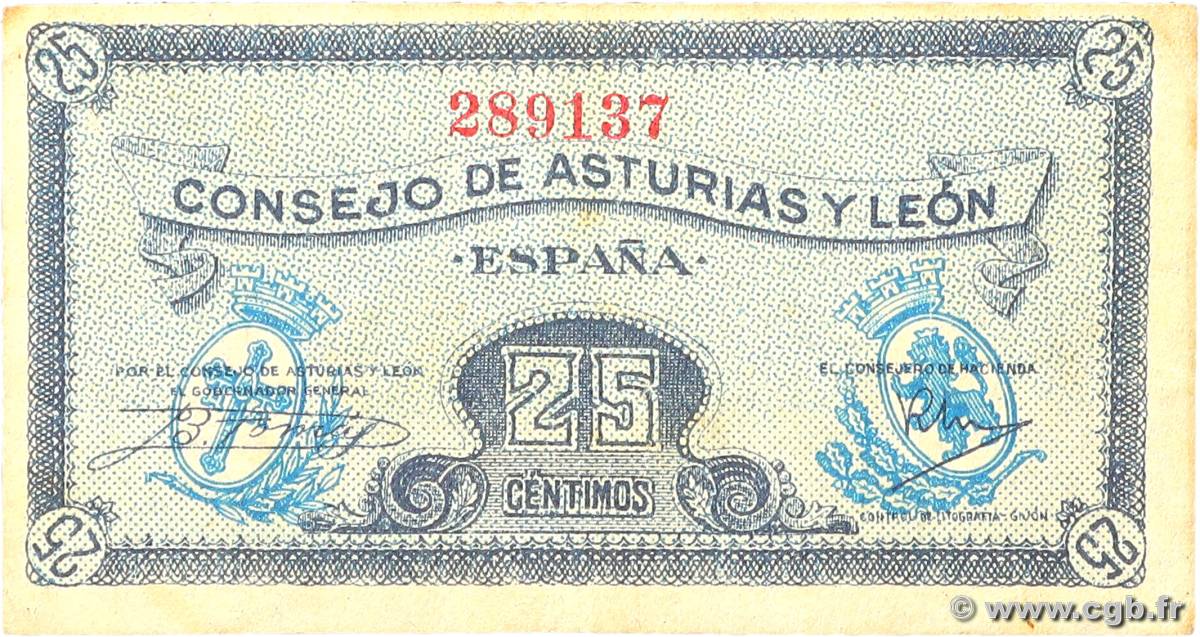 25 25
289137
CONSEJO DE ASTURIAS Y LEÓN
·ESPAÑA·
POR EL CONSEJO DE ASTURIAS Y LEÓN
EL GOBERNADOR GENERAL
EL CONSEJERO DE HACIENDA
25
CÉNTIMOS
CONTROL DE LITOGRAFIA - GIJÓN
25 25
© www.cgb.fr